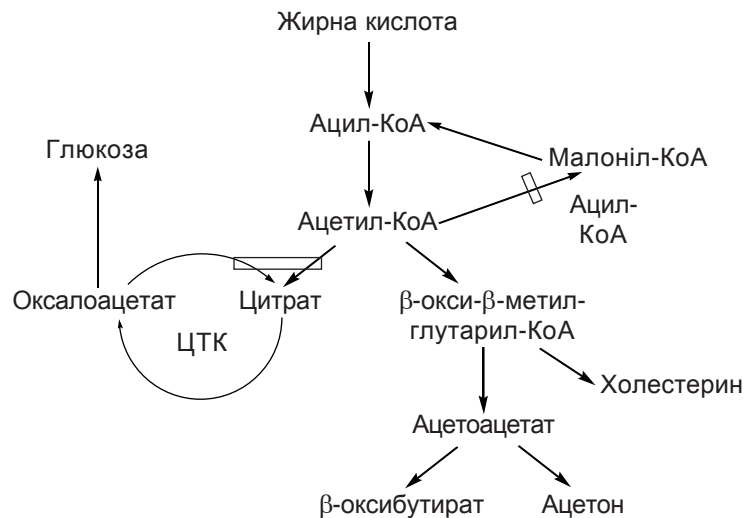 Жирна кислота
Ацил-КоА
Глюкоза
Малоніл-КоА
Ацил-
КоА
Ацетил-КоА
Оксалоацетат
Цитрат
β-окси-β-метил-
глутарил-КоА
ЦТК
Холестерин
Ацетоацетат
β-оксибутират
Ацетон